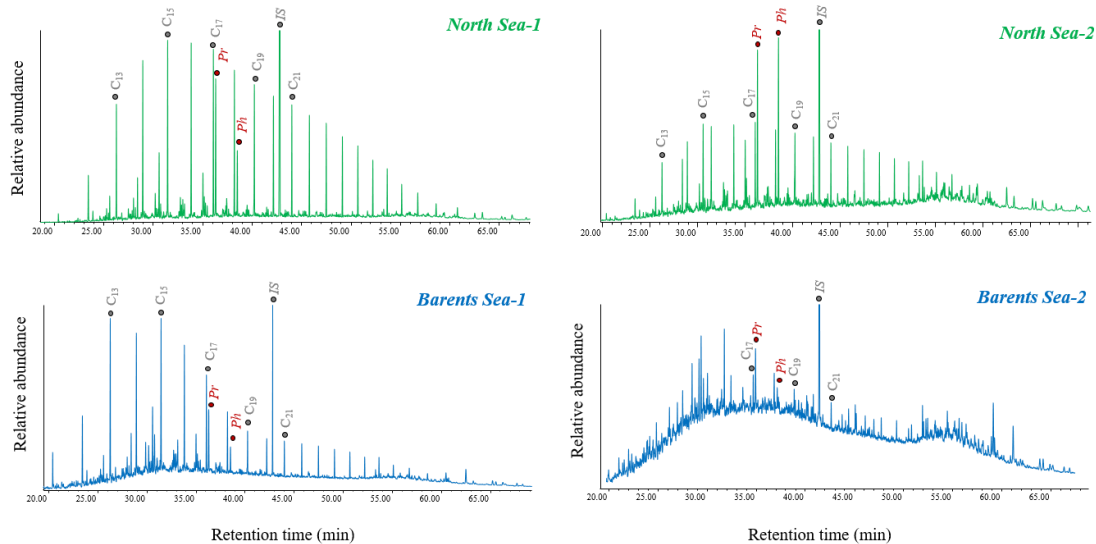 North Sea-1
Relative abundance
C13
C15
C17
Pr
Ph
C19
IS
C21
20.00 25.00 30.00 35.00 40.00 45.00 50.00 55.00 60.00 65.00
North Sea-2
Relative abundance
C13
C15
C17
Pr
Ph
C19
IS
C21
20.00 25.00 30.00 35.00 40.00 45.00 50.00 55.00 60.00 65.00
Barents Sea-1
Relative abundance
C13
C15
C17
Pr
Ph
C19
IS
C21
20.00 25.00 30.00 35.00 40.00 45.00 50.00 55.00 60.00 65.00
Retention time (min)
Barents Sea-2
Relative abundance
C17
Pr
Ph
C19
IS
C21
20.00 25.00 30.00 35.00 40.00 45.00 50.00 55.00 60.00 65.00
Retention time (min)